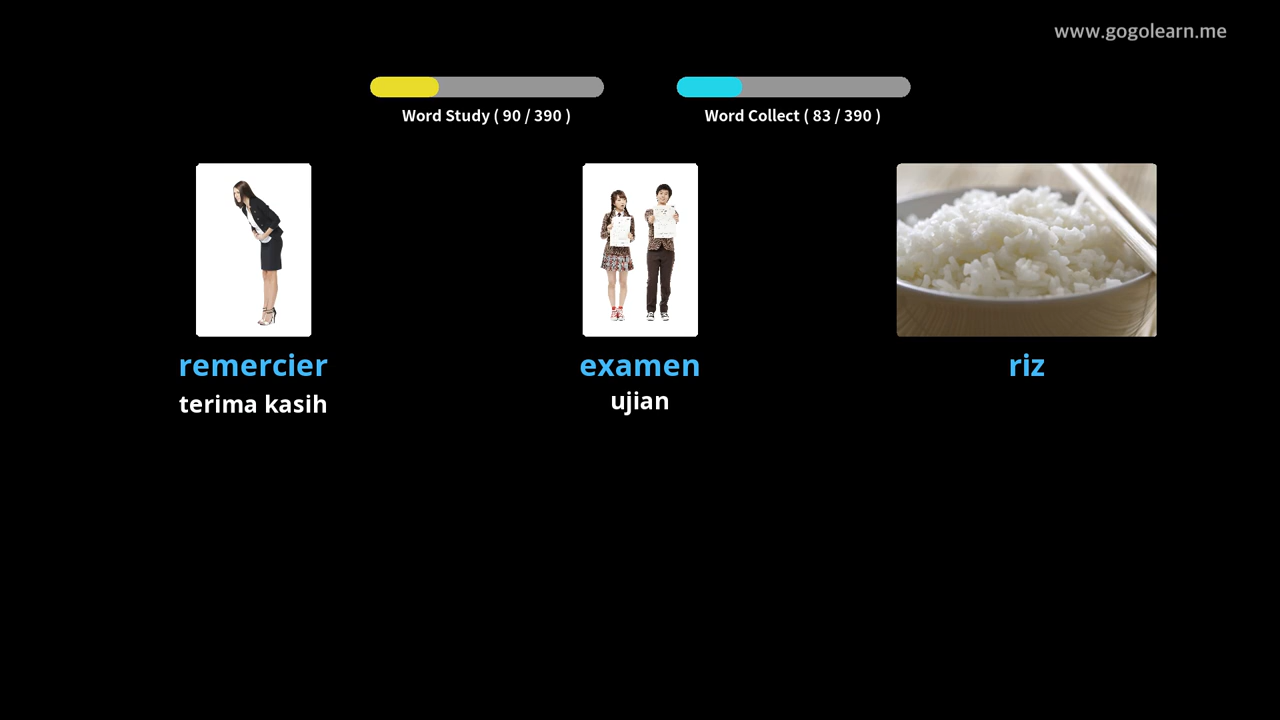 www.gogolearn.me
Word Study ( 90 / 390 )
Word Collect ( 83 / 390 )
remercier
terima kasih
examen
ujian
riz